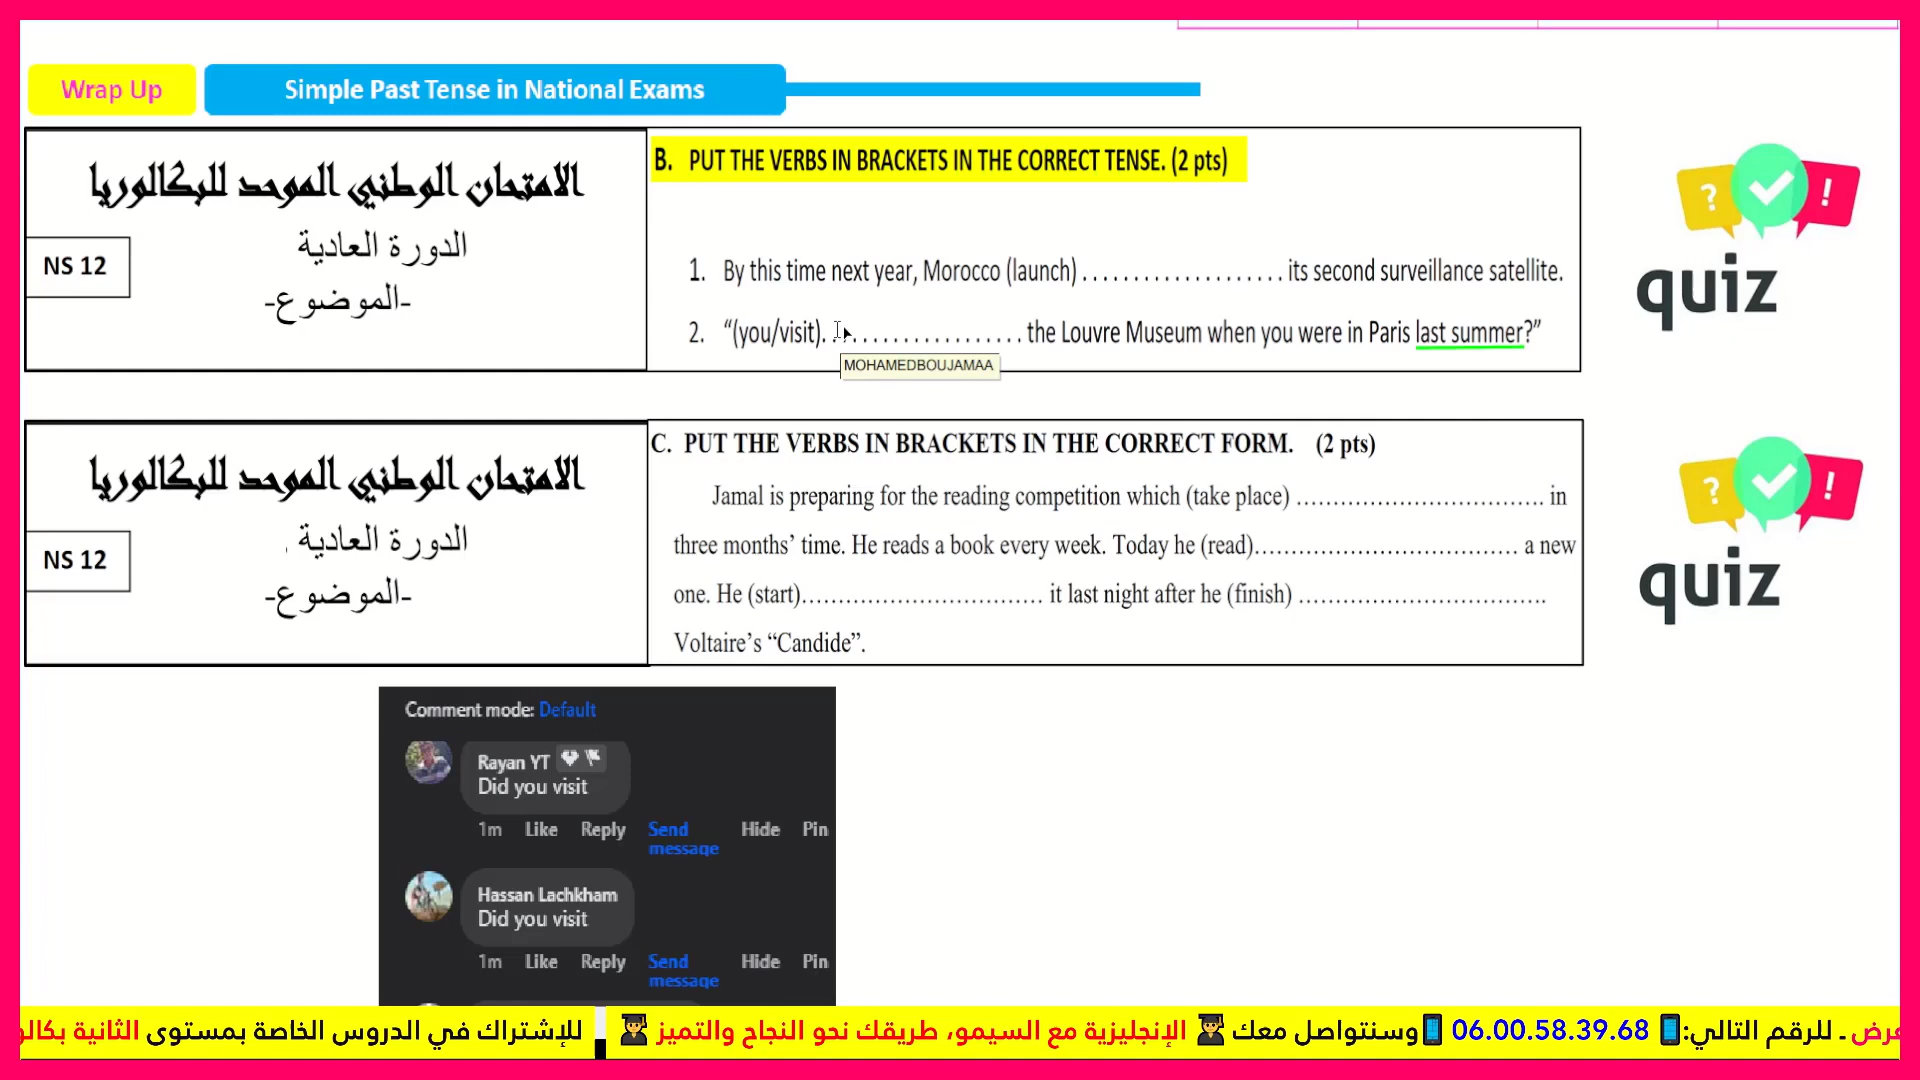 Wrap Up
Simple Past Tense in National Exams
الامتحان الوطني الموحد للبكالوريا
الدورة العادية
-الموضوع-
NS 12
B. PUT THE VERBS IN BRACKETS IN THE CORRECT TENSE. (2 pts)
1. By this time next year, Morocco (launch) . . . . . . . . . . . . . . . . . . . . its second surveillance satellite.
2. “(you/visit). . . . . . . . . . . . . . . . . . . the Louvre Museum when you were in Paris last summer?”
MOHAMEDBOUJAMAA
quiz
الامتحان الوطني الموحد للبكالوريا
الدورة العادية
-الموضوع-
NS 12
C. PUT THE VERBS IN BRACKETS IN THE CORRECT FORM. (2 pts)
Jamal is preparing for the reading competition which (take place) ................................. in
three months’ time. He reads a book every week. Today he (read)................................... a new
one. He (start)................................ it last night after he (finish) .................................
Voltaire’s “Candide”.
quiz
Comment mode: Default
Rayan YT
Did you visit
1m Like Reply Send message Hide Pin
Hassan Lachkham
Did you visit
1m Like Reply Send message Hide Pin
ـ للرقم التالي: 06.00.58.39.68 وسنتواصل معك الإنجليزية مع السيمو، طريقك نحو النجاح والتميز للإشتراك في الدروس الخاصة بمستوى الثانية